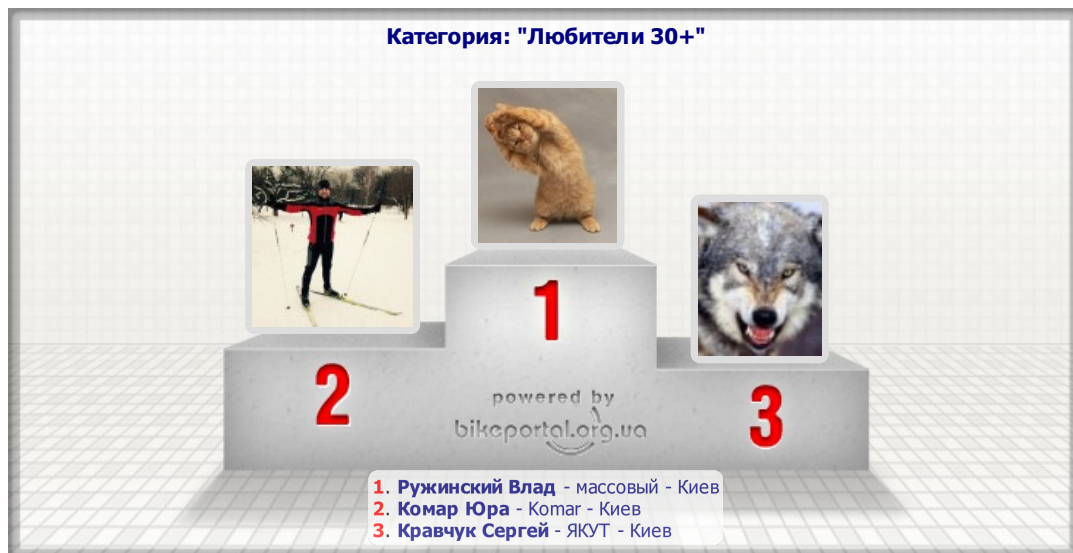 Категория: "Любители 30+"
1
2
3
powered by
bikeportal.org.ua
1. Ружинский Влад - массовый - Киев
2. Комар Юра - Komar - Киев
3. Кравчук Сергей - ЯКУТ - Киев